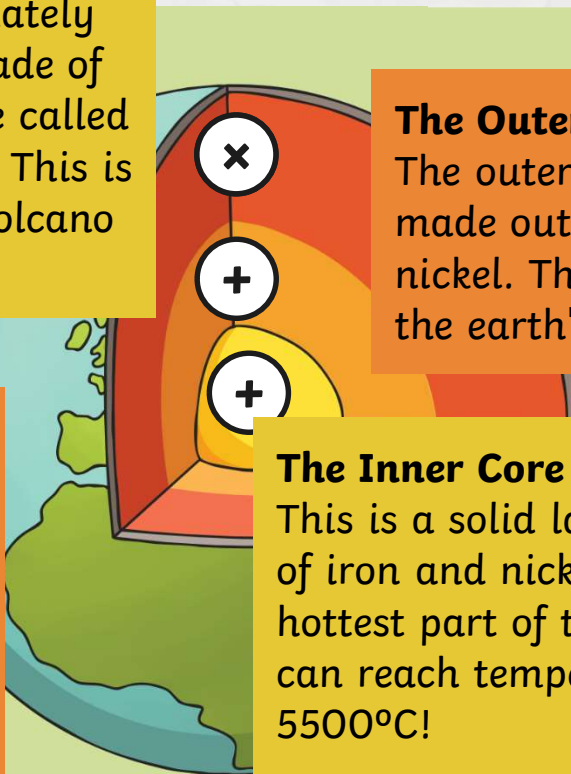 ately
ade of
e called
This is
olcano
The Outer
The outer
made out
nickel. Th
the earth'
The Inner Core
This is a solid la
of iron and nick
hottest part of t
can reach tempe
5500ºC!